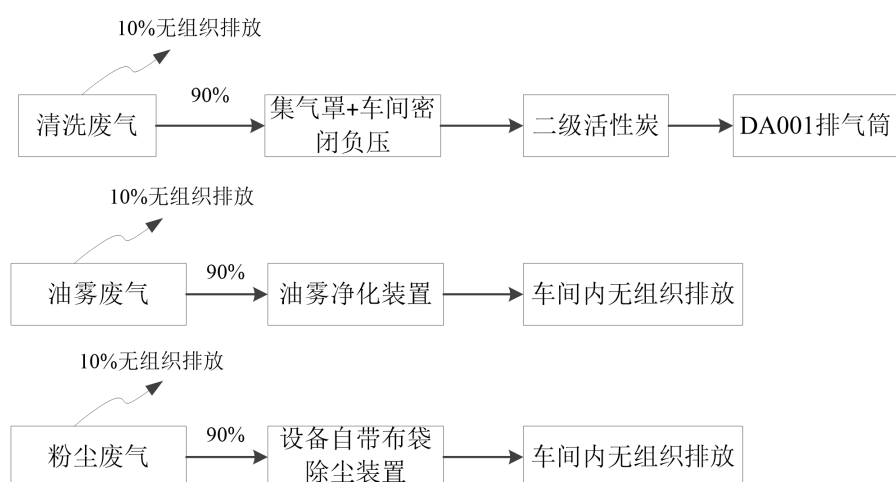 10%无组织排放
90%
清洗废气
集气罩+车间密
闭负压
二级活性炭
DA001排气筒
10%无组织排放
90%
油雾废气
油雾净化装置
车间内无组织排放
10%无组织排放
90%
粉尘废气
设备自带布袋
除尘装置
车间内无组织排放